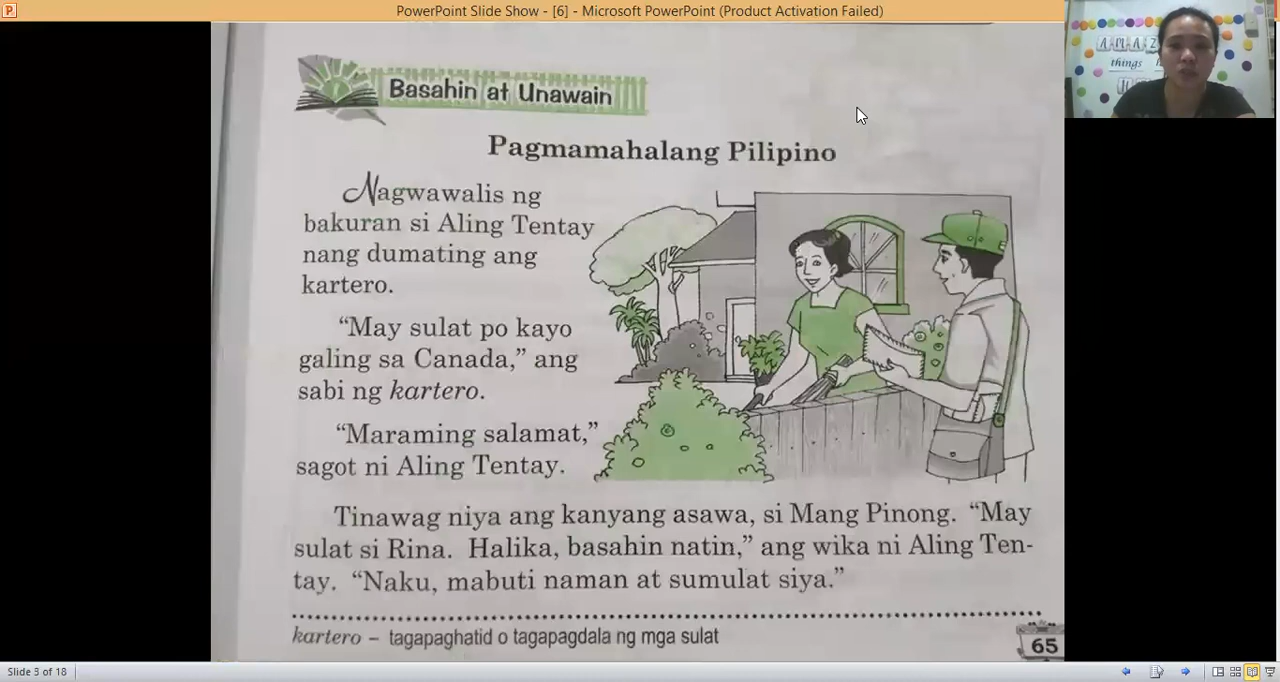 PowerPoint Slide Show - [6] - Microsoft PowerPoint (Product Activation Failed)
things
Basahin at Unawain
Pagmamahalang Pilipino
Nagwawalis ng
bakuran si Aling Tentay
nang dumating ang
kartero.
“May sulat po kayo
galing sa Canada,” ang
sabi ng kartero.
“Maraming salamat,”
sagot ni Aling Tentay.
Tinawag niya ang kanyang asawa, si Mang Pinong. “May
sulat si Rina. Halika, basahin natin,” ang wika ni Aling Ten-
tay. “Naku, mabuti naman at sumulat siya.”
kartero – tagapaghatid o tagapagdala ng mga sulat
65
Slide 3 of 18